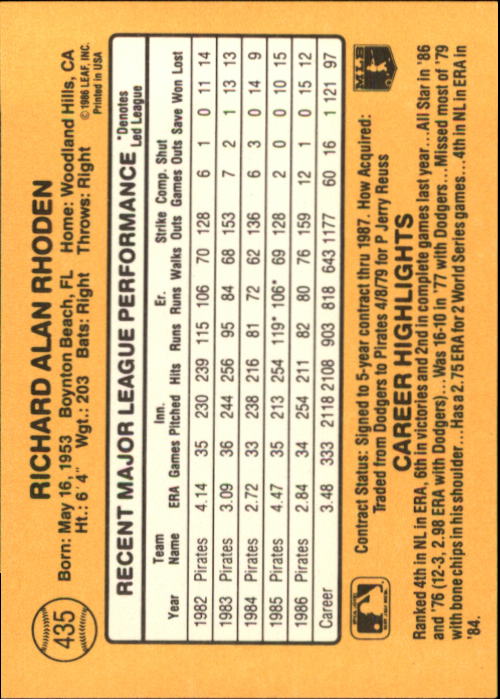 435
RICHARD ALAN RHODEN
Born: May 16, 1953 Boynton Beach, FL Home: Woodland Hills, CA
Ht.: 6'4" Wgt.: 203 Bats: Right Throws: Right
© 1986 LEAF, INC.
Printed in USA
RECENT MAJOR LEAGUE PERFORMANCE *Denotes
Led League
Team Inn. Er. Strike Comp. Shut
Year Name ERA Games Pitched Hits Runs Runs Walks Outs Games Outs Save Won Lost
1982 Pirates 4.14 35 230 239 115 106 70 128 6 1 0 11 14
1983 Pirates 3.09 36 244 256 95 84 68 153 7 2 1 13 13
1984 Pirates 2.72 33 238 216 81 72 62 136 6 3 0 14 9
1985 Pirates 4.47 35 213 254 119* 106* 69 128 2 0 0 10 15
1986 Pirates 2.84 34 254 211 82 80 76 159 12 1 0 15 12
Career 3.48 333 2118 2108 903 818 643 1177 60 16 1 121 97
Contract Status: Signed to 5-year contract thru 1987. How Acquired:
Traded from Dodgers to Pirates 4/8/79 for P Jerry Reuss
CAREER HIGHLIGHTS
MLB
Ranked 4th in NL in ERA, 6th in victories and 2nd in complete games last year...All Star in '86
and '76 (12-3, 2.98 ERA with Dodgers)...Was 16-10 in '77 with Dodgers...Missed most of '79
with bone chips in his shoulder...Has a 2.75 ERA for 2 World Series games...4th in NL in ERA in
'84.